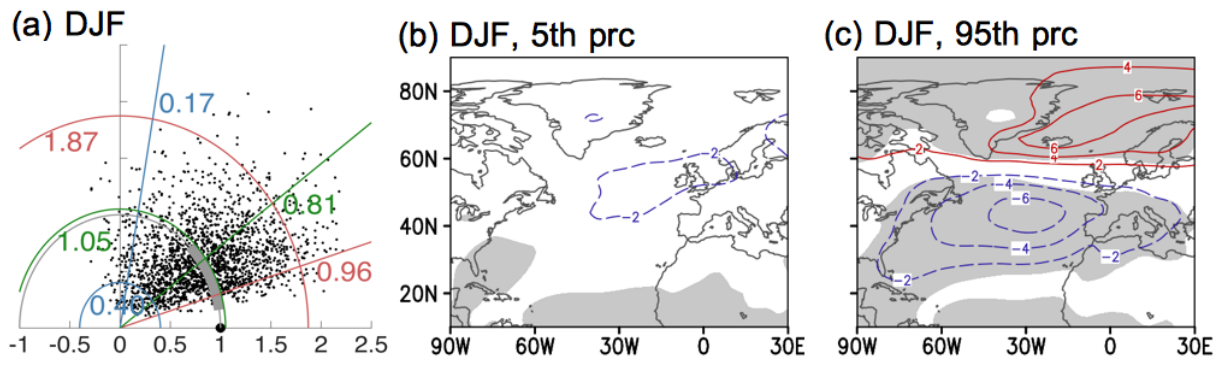 (a) DJF
0.17
1.87
0.81
1.05
0.96
0.40
-1 -0.5 0 0.5 1 1.5 2 2.5
(b) DJF, 5th prc
80N
60N
40N
20N
-2
-2
90W 60W 30W 0 30E
(c) DJF, 95th prc
4
6
6
4
2
2
-2
-4
-6
-4
-2
-2
90W 60W 30W 0 30E